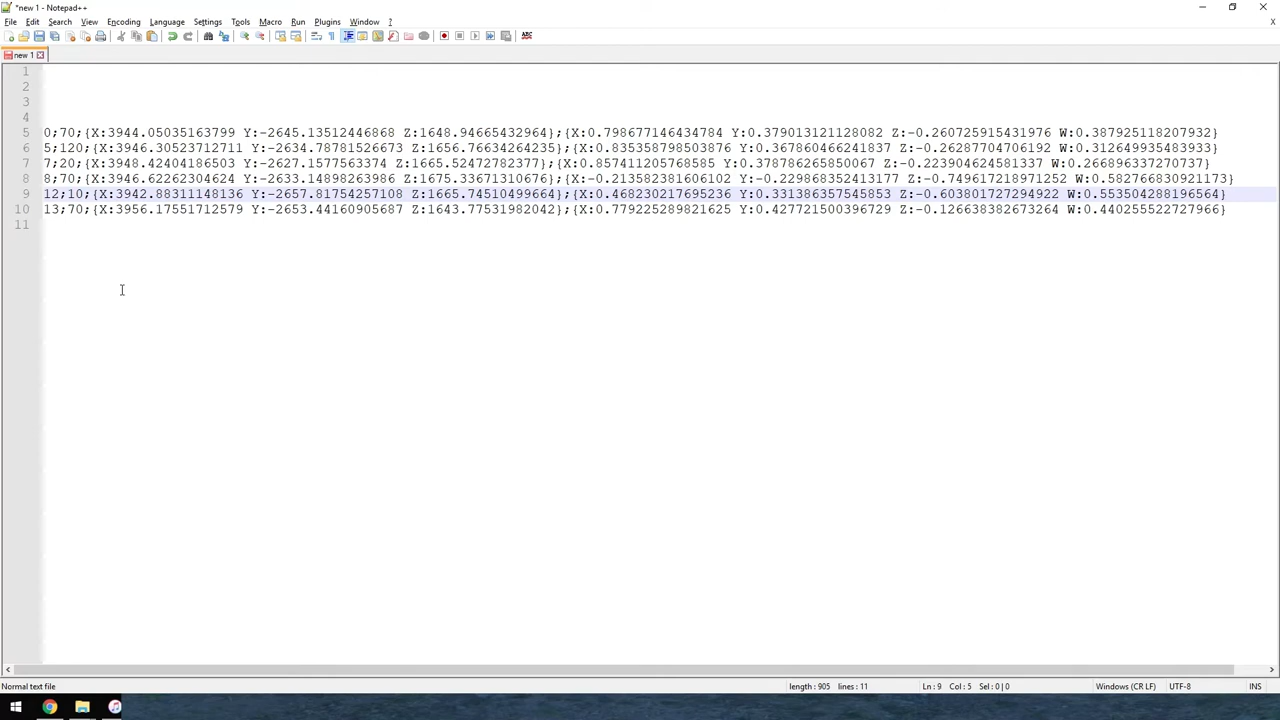 *new 1 - Notepad++
File Edit Search View Encoding Language Settings Tools Macro Run Plugins Window ?
X
ABC
new 1
1
2
3
4
5 0;70;{X:3944.05035163799 Y:-2645.13512446868 Z:1648.94665432964};{X:0.798677146434784 Y:0.379013121128082 Z:-0.260725915431976 W:0.387925118207932}
6 5;120;{X:3946.30523712711 Y:-2634.78781526673 Z:1656.76634264235};{X:0.835358798503876 Y:0.367860466241837 Z:-0.26287704706192 W:0.312649935483933}
7 7;20;{X:3948.42404186503 Y:-2627.1577563374 Z:1665.52472782377};{X:0.857411205768585 Y:0.378786265850067 Z:-0.223904624581337 W:0.266896337270737}
8 8;70;{X:3946.62262304624 Y:-2633.14898263986 Z:1675.33671310676};{X:-0.213582381606102 Y:-0.229868352413177 Z:-0.749617218971252 W:0.58276683092117​3}
9 12;10;{X:3942.88311148136 Y:-2657.81754257108 Z:1665.74510499664};{X:0.468230217695236 Y:0.331386357545853 Z:-0.603801727294922 W:0.553504288196564}
10 13;70;{X:3956.17551712579 Y:-2653.44160905687 Z:1643.77531982042};{X:0.779225289821625 Y:0.427721500396729 Z:-0.126638382673264 W:0.440255522727966}
11
Normal text file length : 905 lines : 11 Ln : 9 Col : 5 Sel : 0 | 0 Windows (CR LF) UTF-8 INS